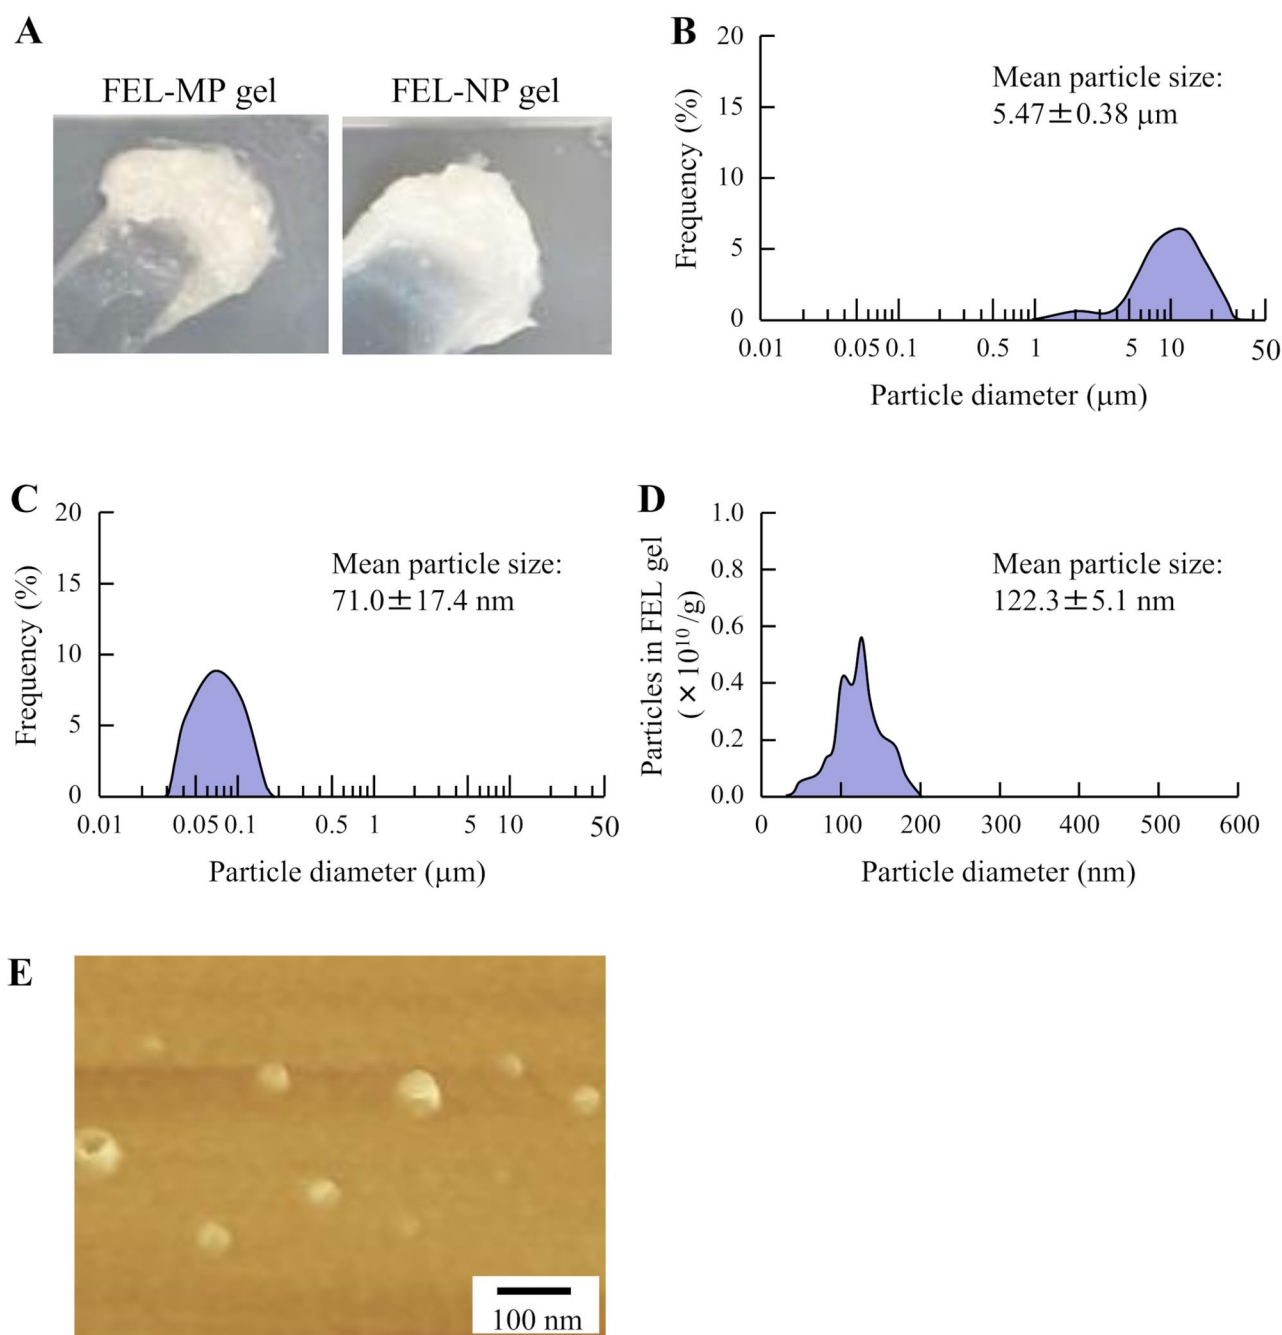 A
FEL-MP gel
FEL-NP gel
B
20
15
10
5
0
Frequency (%)
Mean particle size:
5.47±0.38 μm
0.01 0.05 0.1 0.5 1 5 10 50
Particle diameter (μm)
C
20
15
10
5
0
Frequency (%)
Mean particle size:
71.0±17.4 nm
0.01 0.05 0.1 0.5 1 5 10 50
Particle diameter (μm)
D
1.0
0.8
0.6
0.4
0.2
0.0
Particles in FEL gel
(×10¹⁰/g)
Mean particle size:
122.3±5.1 nm
0 100 200 300 400 500 600
Particle diameter (nm)
E
100 nm